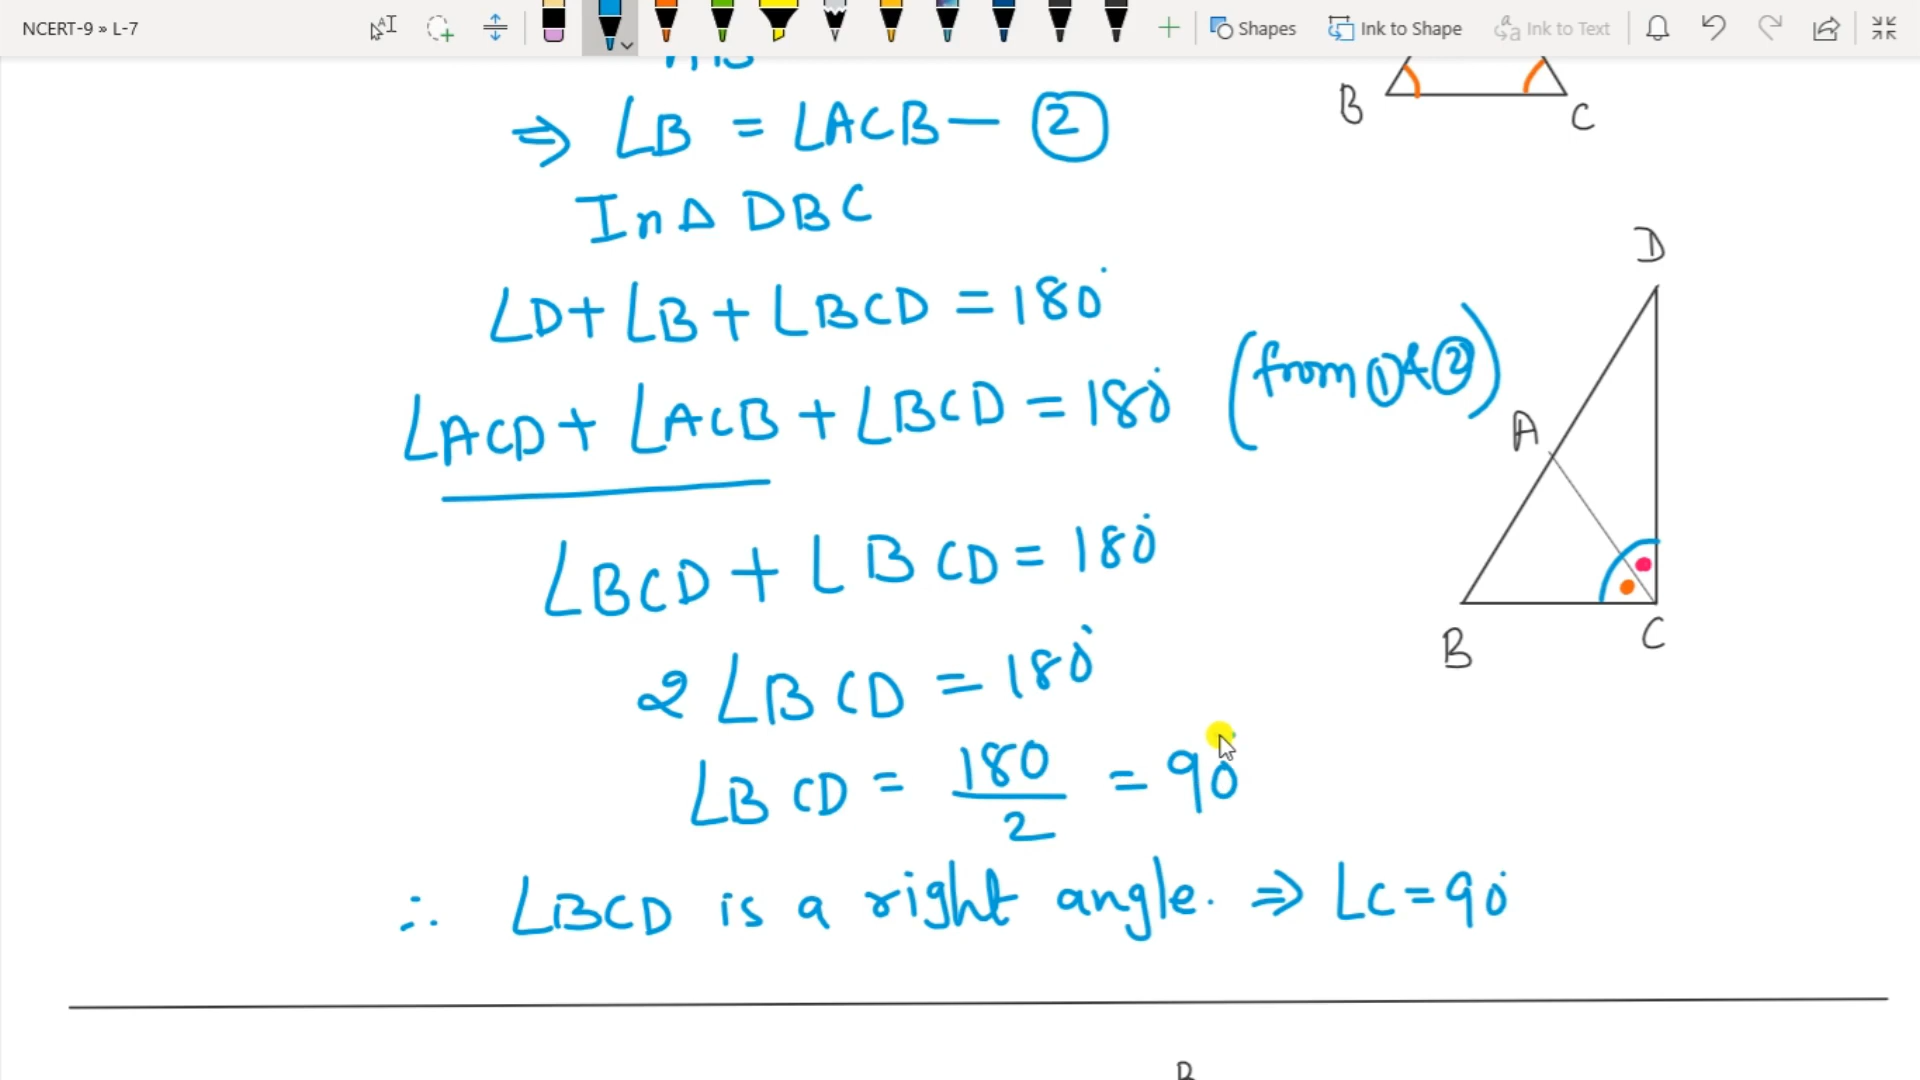 NCERT-9 » L-7
Shapes
Ink to Shape
Ink to Text
B
C
⇒ ∠B = ∠ACB — ②
In Δ DBC
∠D + ∠B + ∠BCD = 180°
∠ACD + ∠ACB + ∠BCD = 180° (from ① & ②)
∠BCD + ∠BCD = 180°
2 ∠BCD = 180°
∠BCD = 180/2 = 90°
∴ ∠BCD is a right angle. ⇒ ∠C = 90°
D
A
B
C